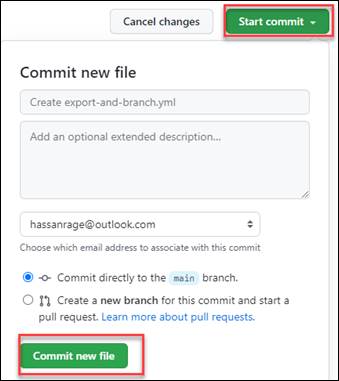 Cancel changes
Start commit
Commit new file
Create export-and-branch.yml
Add an optional extended description...
hassanrage@outlook.com
Choose which email address to associate with this commit
Commit directly to the main branch.
Create a new branch for this commit and start a
pull request. Learn more about pull requests.
Commit new file